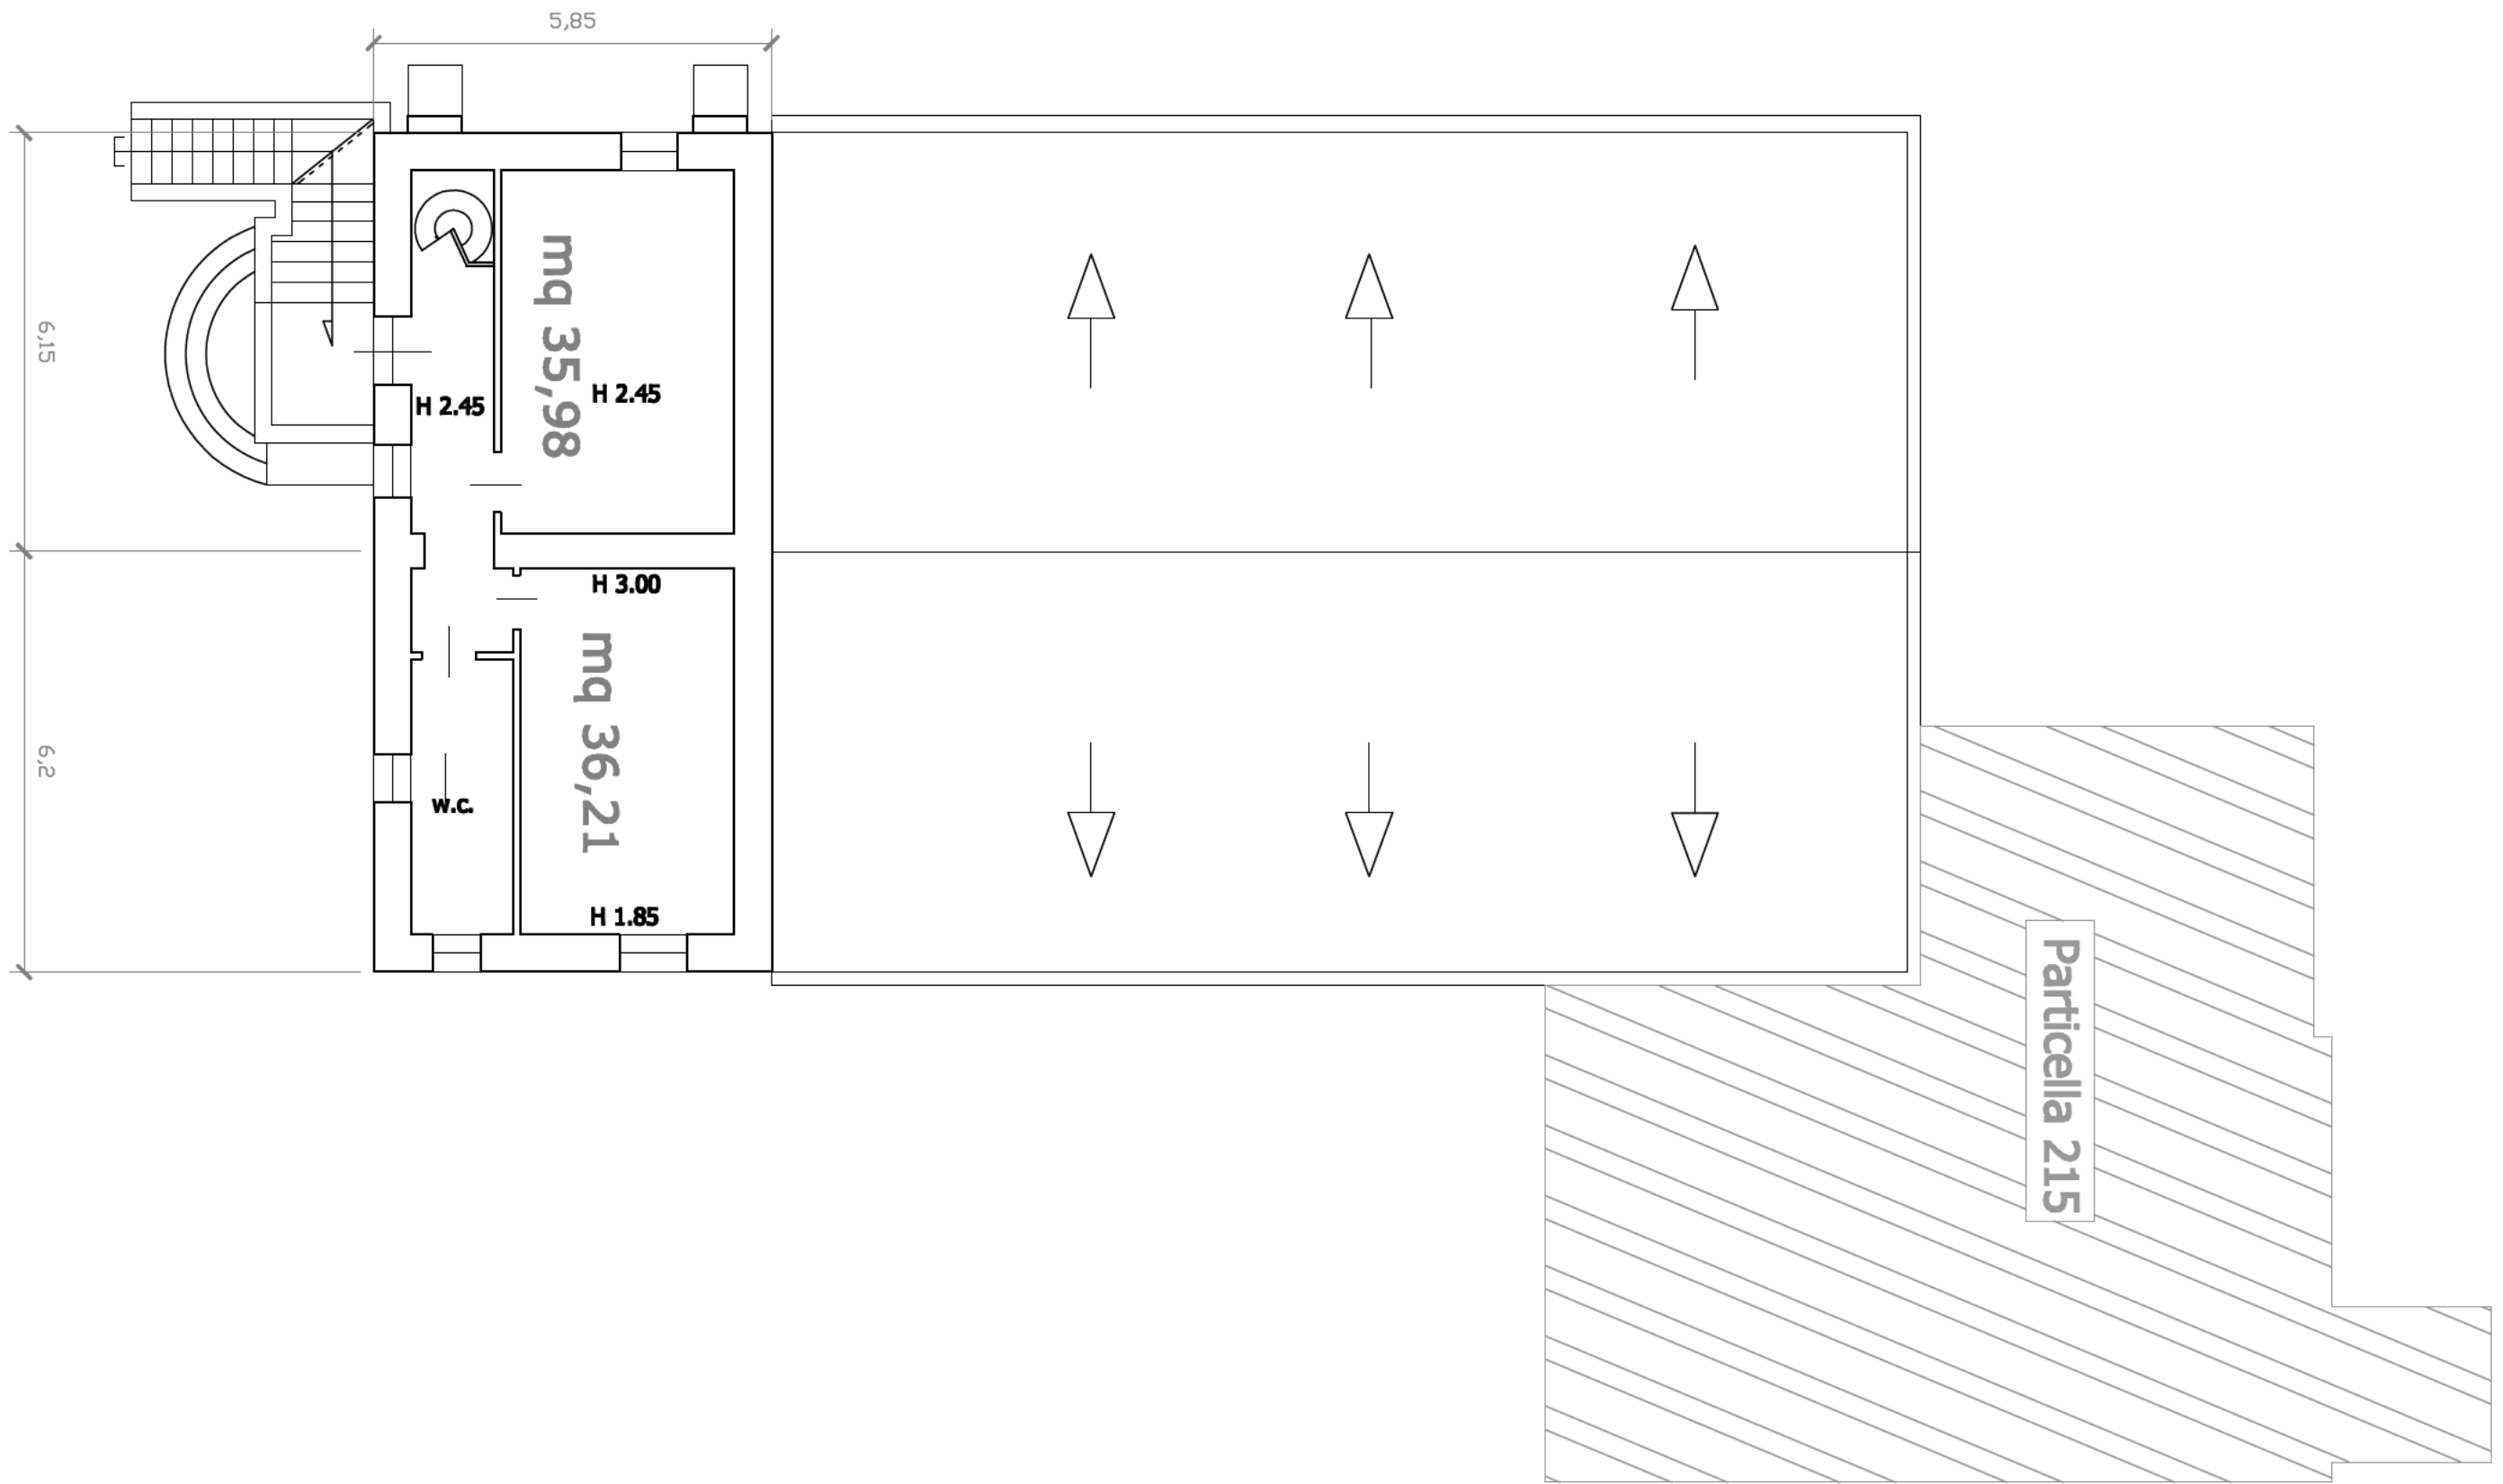 5,85
mq 35,98
H 2.45
H 2.45
6,15
H 3.00
mq 36,21
6,2
W.C.
H 1.85
Particella 215